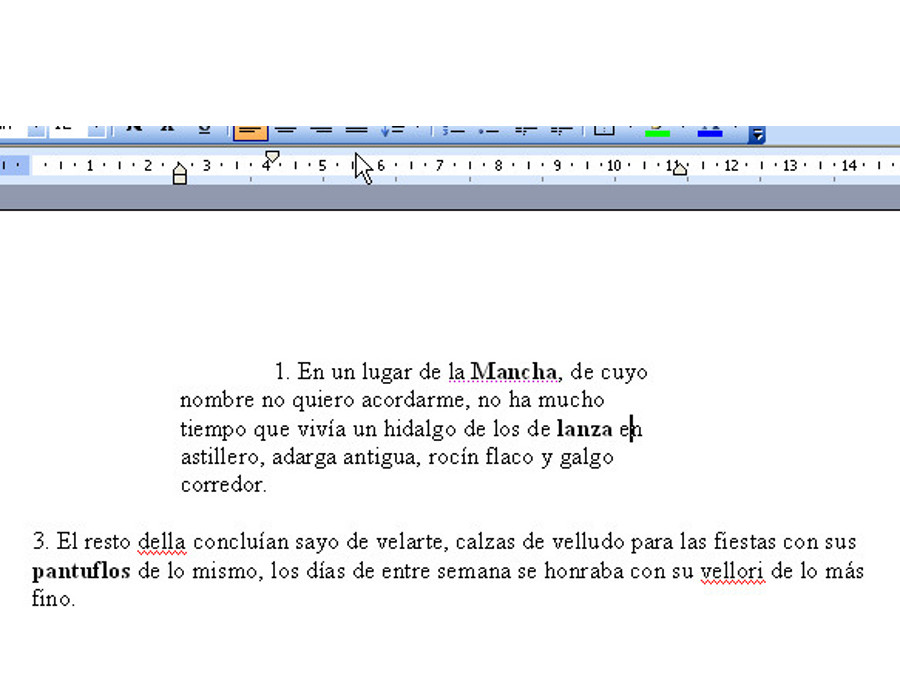 1 2 3 4 5 6 7 8 9 10 11 12 13 14
1. En un lugar de la Mancha, de cuyo
nombre no quiero acordarme, no ha mucho
tiempo que vivía un hidalgo de los de lanza en
astillero, adarga antigua, rocín flaco y galgo
corredor.
3. El resto della concluían sayo de velarte, calzas de velludo para las fiestas con sus
pantuflos de lo mismo, los días de entre semana se honraba con su vellori de lo más
fino.